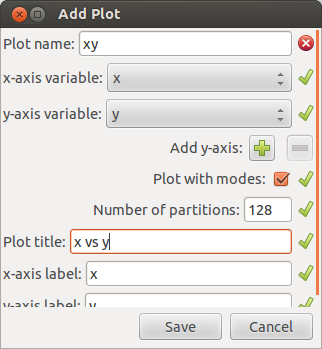 Add Plot
Plot name: xy
x-axis variable: x
y-axis variable: y
Add y-axis:
Plot with modes:
Number of partitions: 128
Plot title: x vs y
x-axis label: x
y-axis label: y
Save Cancel